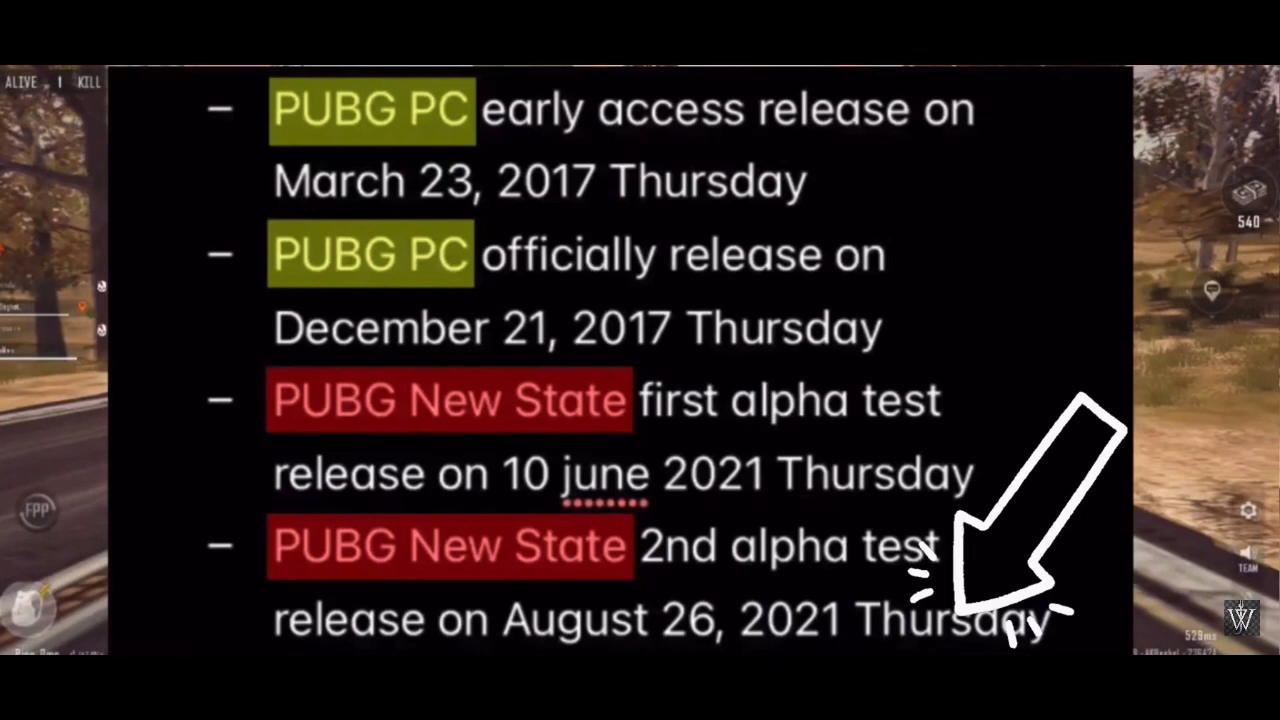 ALIVE 1 KILL
– PUBG PC early access release on
March 23, 2017 Thursday
– PUBG PC officially release on
December 21, 2017 Thursday
– PUBG New State first alpha test
release on 10 june 2021 Thursday
– PUBG New State 2nd alpha test
release on August 26, 2021 Thursday
540
FPP
TEAM
W
529ms